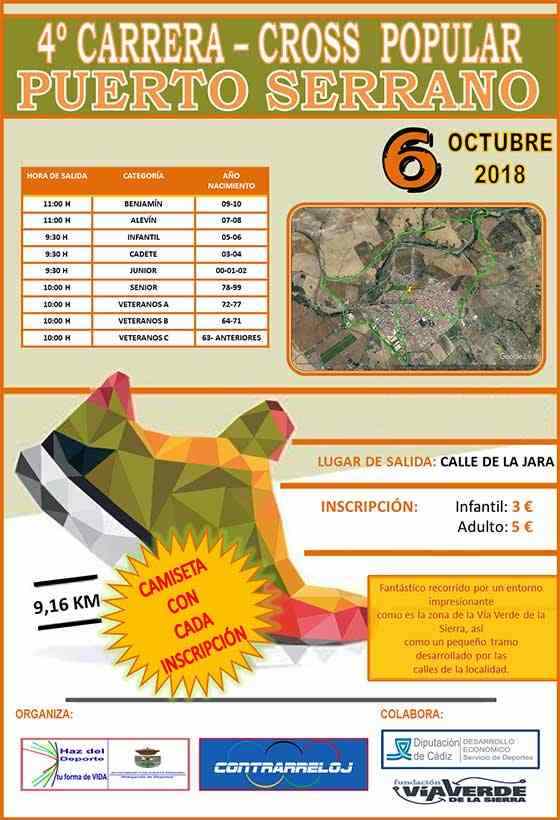 4º CARRERA – CROSS POPULAR
PUERTO SERRANO
6 OCTUBRE
2018
HORA DE SALIDA CATEGORÍA AÑO NACIMIENTO
11:00 H BENJAMÍN 09-10
11:00 H ALEVÍN 07-08
9:30 H INFANTIL 05-06
9:30 H CADETE 03-04
9:30 H JUNIOR 00-01-02
10:00 H SENIOR 78-99
10:00 H VETERANOS A 72-77
10:00 H VETERANOS B 64-71
10:00 H VETERANOS C 63- ANTERIORES
LUGAR DE SALIDA: CALLE DE LA JARA
INSCRIPCIÓN: Infantil: 3 €
Adulto: 5 €
9,16 KM
CAMISETA
CON
CADA
INSCRIPCIÓN
Fantástico recorrido por un entorno
impresionante
como es la zona de la Vía Verde de la
Sierra, así
como un pequeño tramo
desarrollado por las
calles de la localidad.
ORGANIZA:
Haz del
Deporte
tu forma de VIDA
CONTRARRELOJ
COLABORA:
Diputación
de Cádiz
DESARROLLO
ECONÓMICO
Servicio de Deportes
fundación
VÍAVERDE
DE LA SIERRA